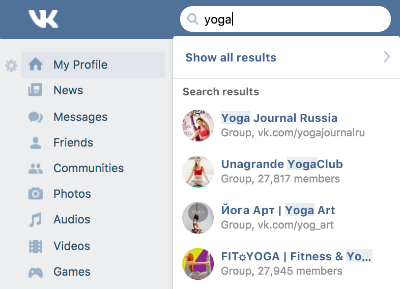 VK
yoga
Show all results
My Profile
News
Messages
Friends
Communities
Photos
Audios
Videos
Games
Search results
Yoga Journal Russia
Group, vk.com/yogajournalru
Unagrande YogaClub
Group, 27,817 members
Йога Арт | Yoga Art
Group, vk.com/yog_art
FIT☼YOGA | Fitness & Yo...
Group, 27,945 members